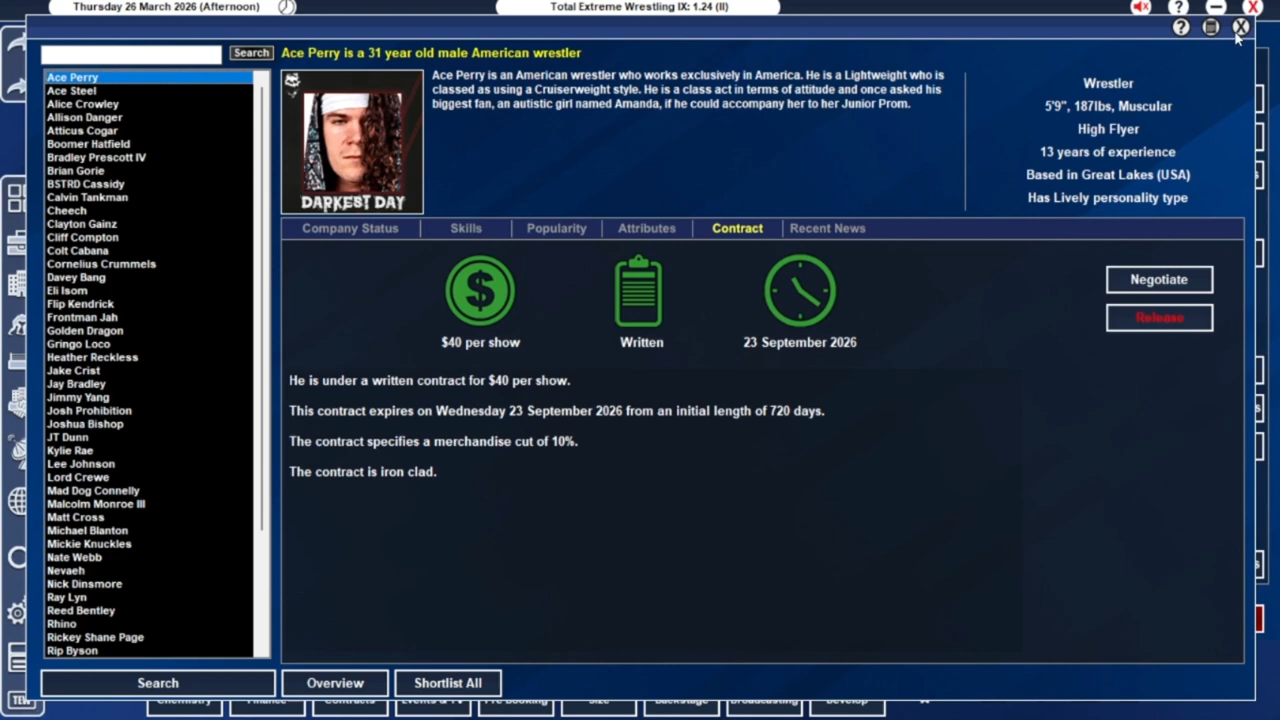 Thursday 26 March 2026 (Afternoon)
Total Extreme Wrestling IX: 1.24 (II)
? X
? X
Search
Ace Perry is a 31 year old male American wrestler
Ace Perry
Ace Steel
Alice Crowley
Allison Danger
Atticus Cogar
Boomer Hatfield
Bradley Prescott IV
Brian Gorie
BSTRD Cassidy
Calvin Tankman
Cheech
Clayton Gainz
Cliff Compton
Colt Cabana
Cornelius Crummels
Davey Bang
Eli Isom
Flip Kendrick
Frontman Jah
Golden Dragon
Gringo Loco
Heather Reckless
Jake Crist
Jay Bradley
Jimmy Yang
Josh Prohibition
Joshua Bishop
JT Dunn
Kylie Rae
Lee Johnson
Lord Crewe
Mad Dog Connelly
Malcolm Monroe III
Matt Cross
Michael Blanton
Mickie Knuckles
Nate Webb
Nevaeh
Nick Dinsmore
Ray Lyn
Reed Bentley
Rhino
Rickey Shane Page
Rip Byson
DARKEST DAY
Ace Perry is an American wrestler who works exclusively in America. He is a Lightweight who is
classed as using a Cruiserweight style. He is a class act in terms of attitude and once asked his
biggest fan, an autistic girl named Amanda, if he could accompany her to her Junior Prom.
Wrestler
5'9", 187lbs, Muscular
High Flyer
13 years of experience
Based in Great Lakes (USA)
Has Lively personality type
Company Status
Skills
Popularity
Attributes
Contract
Recent News
$
$40 per show
Written
23 September 2026
Negotiate
Release
He is under a written contract for $40 per show.
This contract expires on Wednesday 23 September 2026 from an initial length of 720 days.
The contract specifies a merchandise cut of 10%.
The contract is iron clad.
Search
Overview
Shortlist All
TEW
Chemistry
Finance
Contracts
Events & TV
Pre Booking
Size
Backstage
Broadcasting
Develop